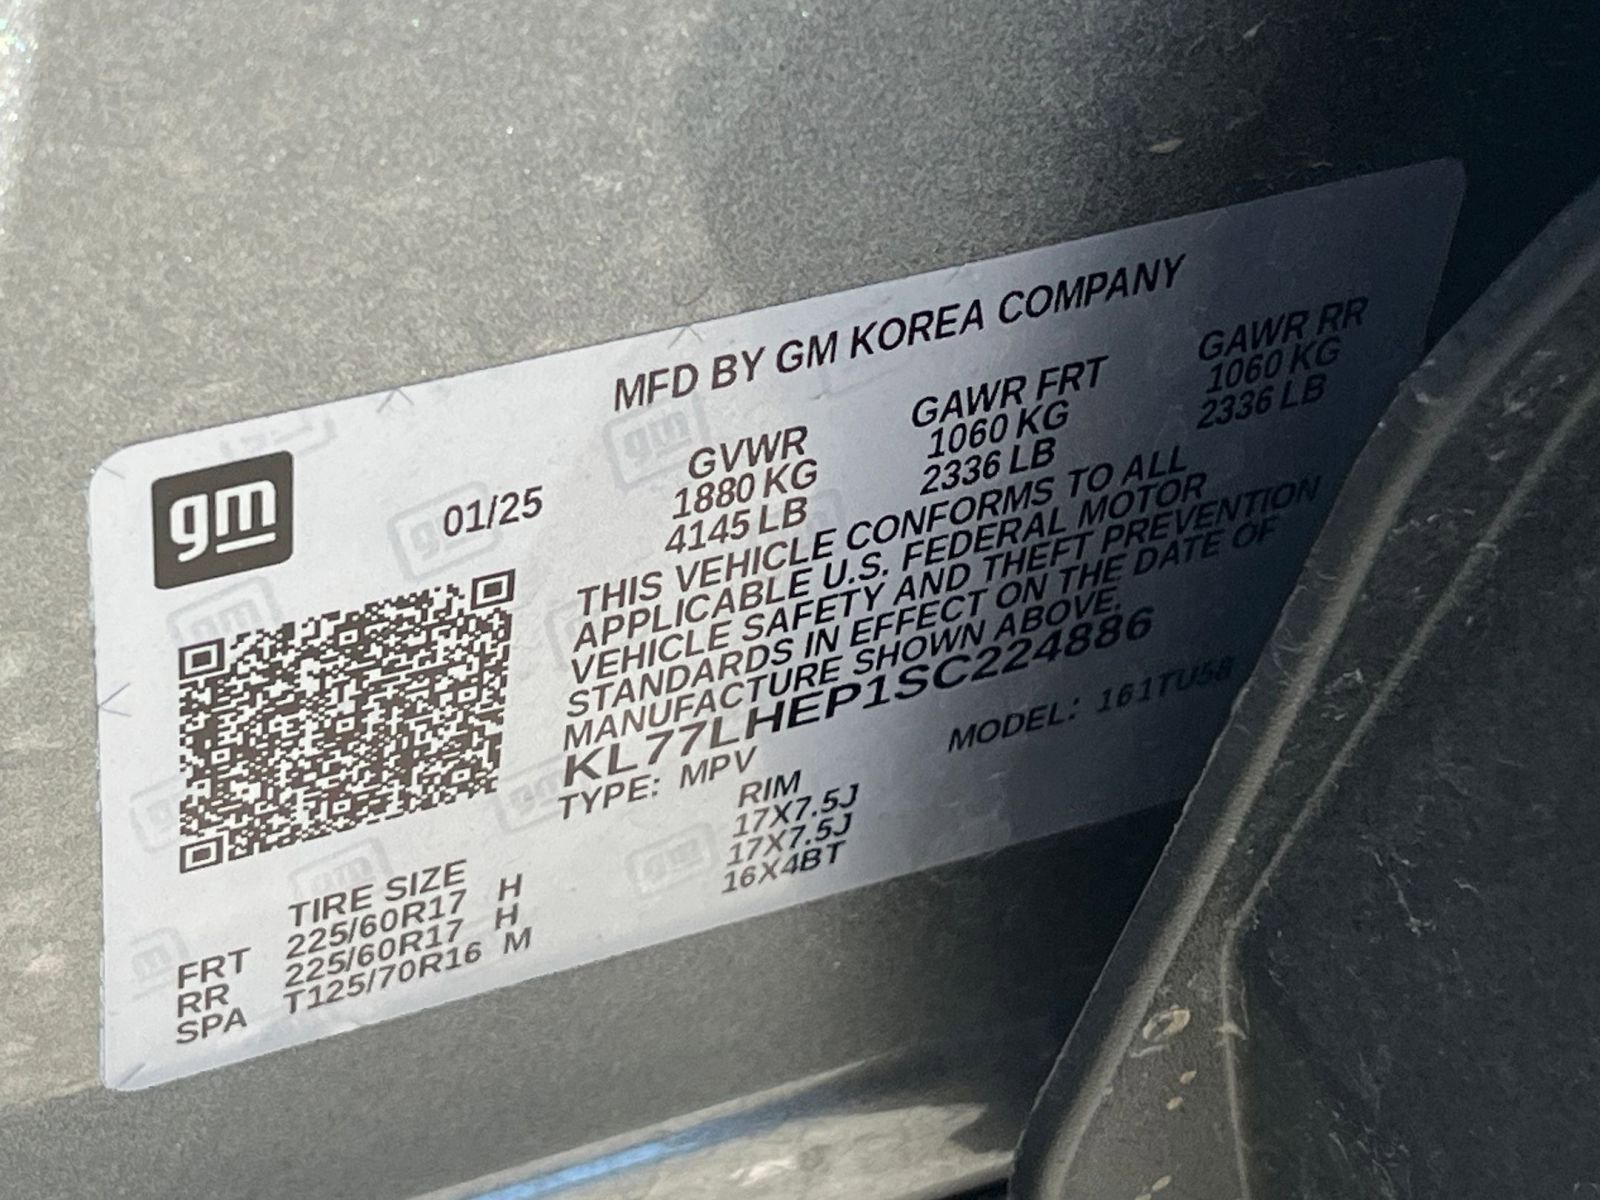 MFD BY GM KOREA COMPANY
gm
01/25
GVWR GAWR FRT GAWR RR
1880 KG 1060 KG 1060 KG
4145 LB 2336 LB 2336 LB
THIS VEHICLE CONFORMS TO ALL
APPLICABLE U.S. FEDERAL MOTOR
VEHICLE SAFETY AND THEFT PREVENTION
STANDARDS IN EFFECT ON THE DATE OF
MANUFACTURE SHOWN ABOVE.
KL77LHEP1SC224886
TYPE: MPV MODEL: 161TU58
TIRE SIZE RIM
FRT 225/60R17 H 17X7.5J
RR 225/60R17 H 17X7.5J
SPA T125/70R16 M 16X4BT